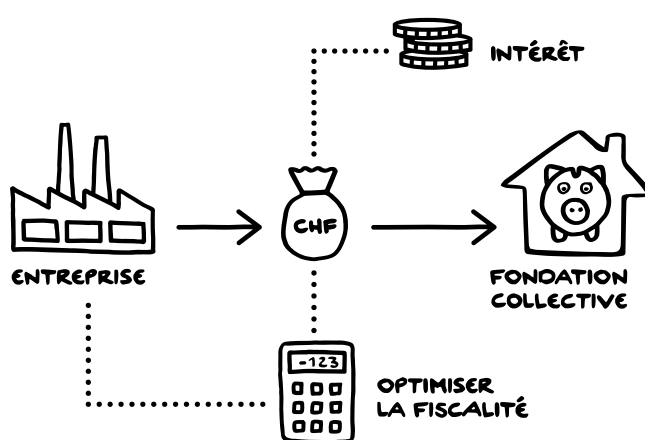 INTÉRÊT
CHF
ENTREPRISE
FONDATION
COLLECTIVE
-123
OPTIMISER
LA FISCALITÉ